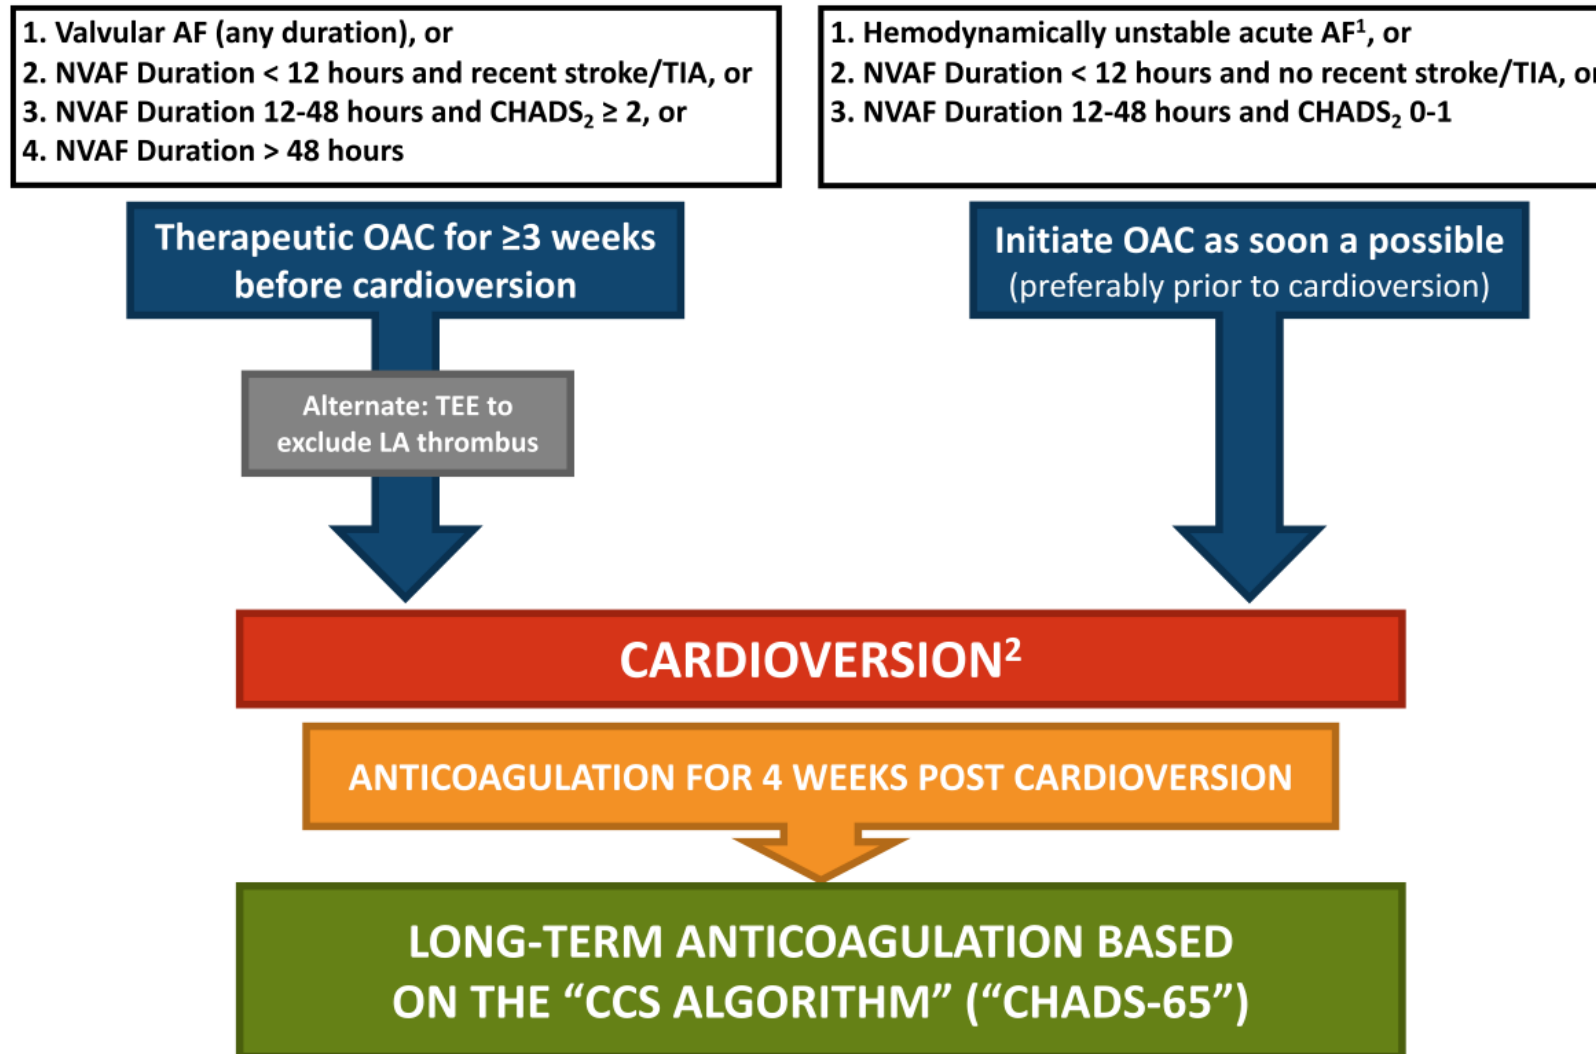 1. Valvular AF (any duration), or
2. NVAF Duration < 12 hours and recent stroke/TIA, or
3. NVAF Duration 12-48 hours and CHADS₂ ≥ 2, or
4. NVAF Duration > 48 hours
1. Hemodynamically unstable acute AF¹, or
2. NVAF Duration < 12 hours and no recent stroke/TIA, or
3. NVAF Duration 12-48 hours and CHADS₂ 0-1
Therapeutic OAC for ≥3 weeks
before cardioversion
Initiate OAC as soon a possible
(preferably prior to cardioversion)
Alternate: TEE to
exclude LA thrombus
CARDIOVERSION²
ANTICOAGULATION FOR 4 WEEKS POST CARDIOVERSION
LONG-TERM ANTICOAGULATION BASED
ON THE “CCS ALGORITHM” (“CHADS-65”)